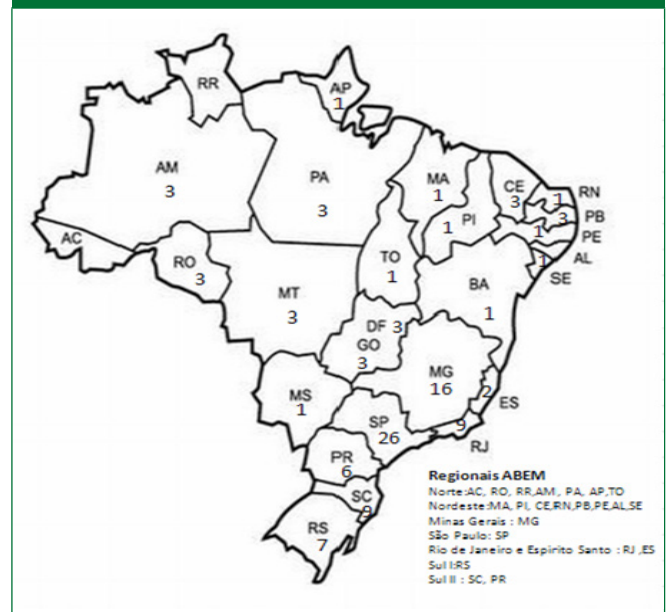 RR
AP
1
AM
3
PA
3
MA
1
CE
3
RN
1
PB
3
PI
1
PE
1
AL
AC
RO
3
TO
1
SE
1
BA
1
MT
3
DF 3
GO
3
MG
16
2
ES
MS
1
SP
26
9
RJ
PR
6
SC
9
RS
7
Regionais ABEM
Norte:AC, RO, RR,AM, PA, AP,TO
Nordeste:MA, PI, CE,RN,PB,PE,AL,SE
Minas Gerais : MG
São Paulo: SP
Rio de Janeiro e Espirito Santo : RJ ,ES
Sul I:RS
Sul II : SC, PR